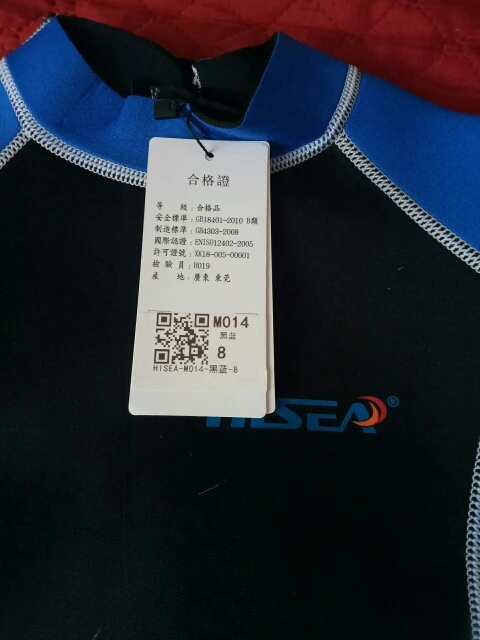 合格證
等 級：合格品
安全標準：GB18401-2010 B類
制造標準：GB4303-2008
國際認證：ENISO12402-2005
許可證號：XK18-005-00001
檢 驗 員：H019
産 地：廣東 東莞
M014
黑蓝
8
HISEA-M014-黑蓝-8
HISEA®